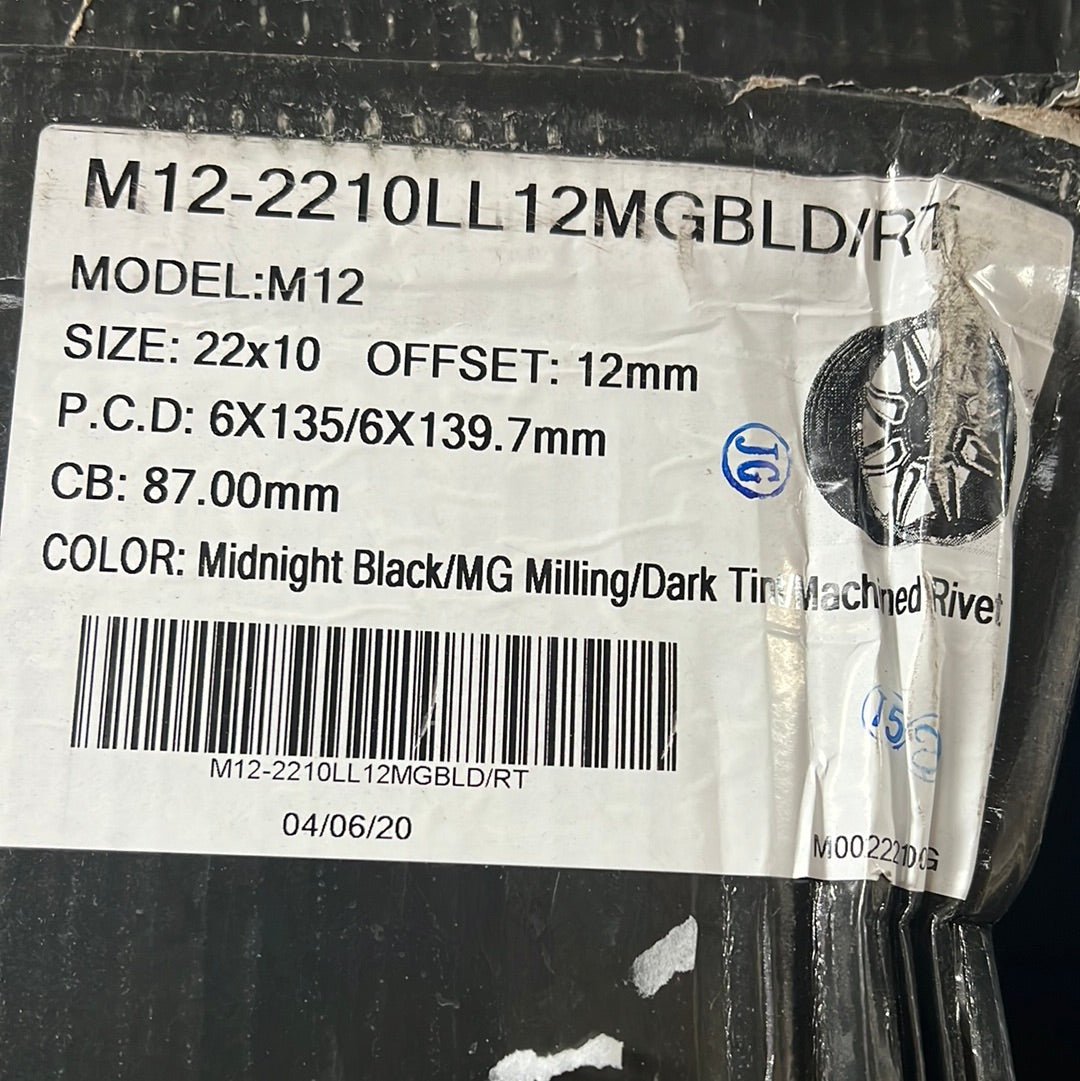 M12-2210LL12MGBLD/RT
MODEL:M12
SIZE: 22x10 OFFSET: 12mm
P.C.D: 6X135/6X139.7mm
JG
CB: 87.00mm
COLOR: Midnight Black/MG Milling/Dark Tint Machined Rivet
M12-2210LL12MGBLD/RT
04/06/20